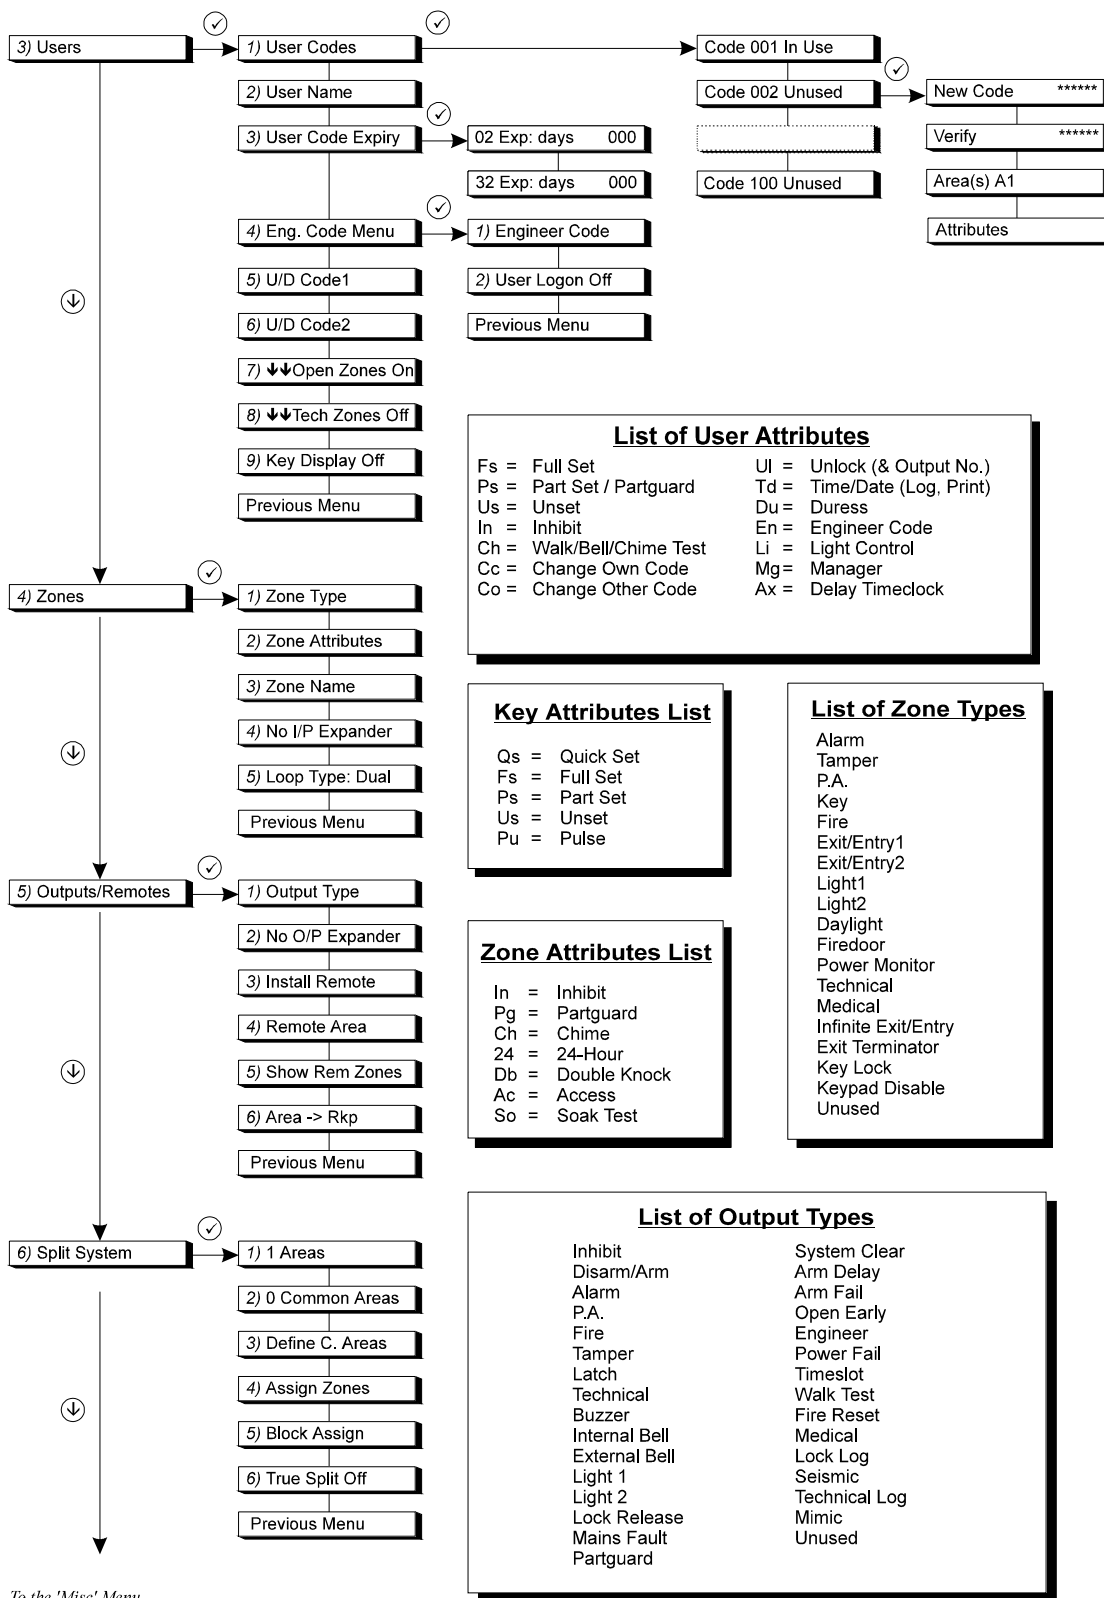 3) Users
1) User Codes
2) User Name
3) User Code Expiry
4) Eng. Code Menu
5) U/D Code1
6) U/D Code2
7) ↓↓Open Zones On
8) ↓↓Tech Zones Off
9) Key Display Off
Previous Menu
02 Exp: days 000
32 Exp: days 000
1) Engineer Code
2) User Logon Off
Previous Menu
Code 001 In Use
Code 002 Unused
Code 100 Unused
New Code ******
Verify ******
Area(s) A1
Attributes
List of User Attributes
Fs = Full Set
Ps = Part Set / Partguard
Us = Unset
In = Inhibit
Ch = Walk/Bell/Chime Test
Cc = Change Own Code
Co = Change Other Code
Ul = Unlock (& Output No.)
Td = Time/Date (Log, Print)
Du = Duress
En = Engineer Code
Li = Light Control
Mg = Manager
Ax = Delay Timeclock
4) Zones
1) Zone Type
2) Zone Attributes
3) Zone Name
4) No I/P Expander
5) Loop Type: Dual
Previous Menu
Key Attributes List
Qs = Quick Set
Fs = Full Set
Ps = Part Set
Us = Unset
Pu = Pulse
List of Zone Types
Alarm
Tamper
P.A.
Key
Fire
Exit/Entry1
Exit/Entry2
Light1
Light2
Daylight
Firedoor
Power Monitor
Technical
Medical
Infinite Exit/Entry
Exit Terminator
Key Lock
Keypad Disable
Unused
5) Outputs/Remotes
1) Output Type
2) No O/P Expander
3) Install Remote
4) Remote Area
5) Show Rem Zones
6) Area -> Rkp
Previous Menu
Zone Attributes List
In = Inhibit
Pg = Partguard
Ch = Chime
24 = 24-Hour
Db = Double Knock
Ac = Access
So = Soak Test
6) Split System
1) 1 Areas
2) 0 Common Areas
3) Define C. Areas
4) Assign Zones
5) Block Assign
6) True Split Off
Previous Menu
List of Output Types
Inhibit
Disarm/Arm
Alarm
P.A.
Fire
Tamper
Latch
Technical
Buzzer
Internal Bell
External Bell
Light 1
Light 2
Lock Release
Mains Fault
Partguard
System Clear
Arm Delay
Arm Fail
Open Early
Engineer
Power Fail
Timeslot
Walk Test
Fire Reset
Medical
Lock Log
Seismic
Technical Log
Mimic
Unused
To the 'Misc' Menu